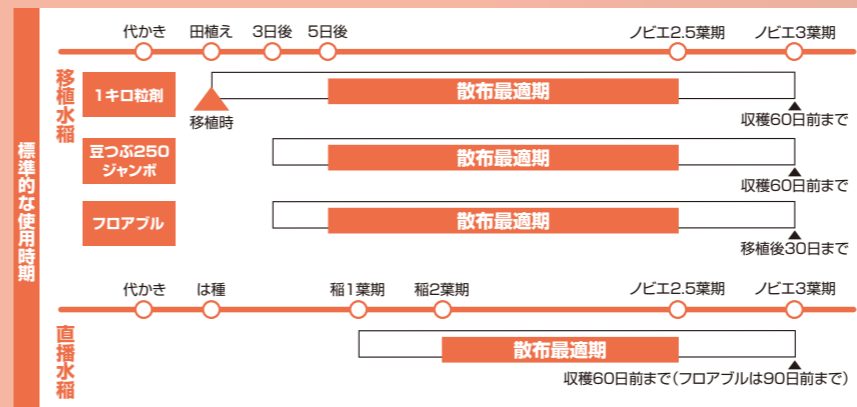 標準的な使用時期
代かき 田植え 3日後 5日後 ノビエ2.5葉期 ノビエ3葉期
移植水稲
1キロ粒剤
散布最適期
移植時
収穫60日前まで
豆つぶ250
ジャンボ
散布最適期
収穫60日前まで
フロアブル
散布最適期
移植後30日まで
代かき は種 稲1葉期 稲2葉期 ノビエ2.5葉期 ノビエ3葉期
直播水稲
散布最適期
収穫60日前まで(フロアブルは90日前まで)